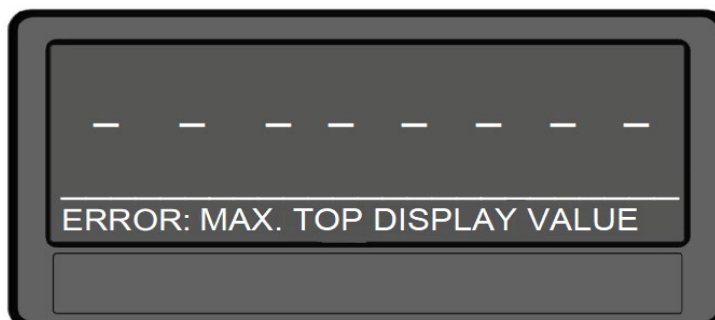 – – – – – – – –
ERROR: MAX. TOP DISPLAY VALUE